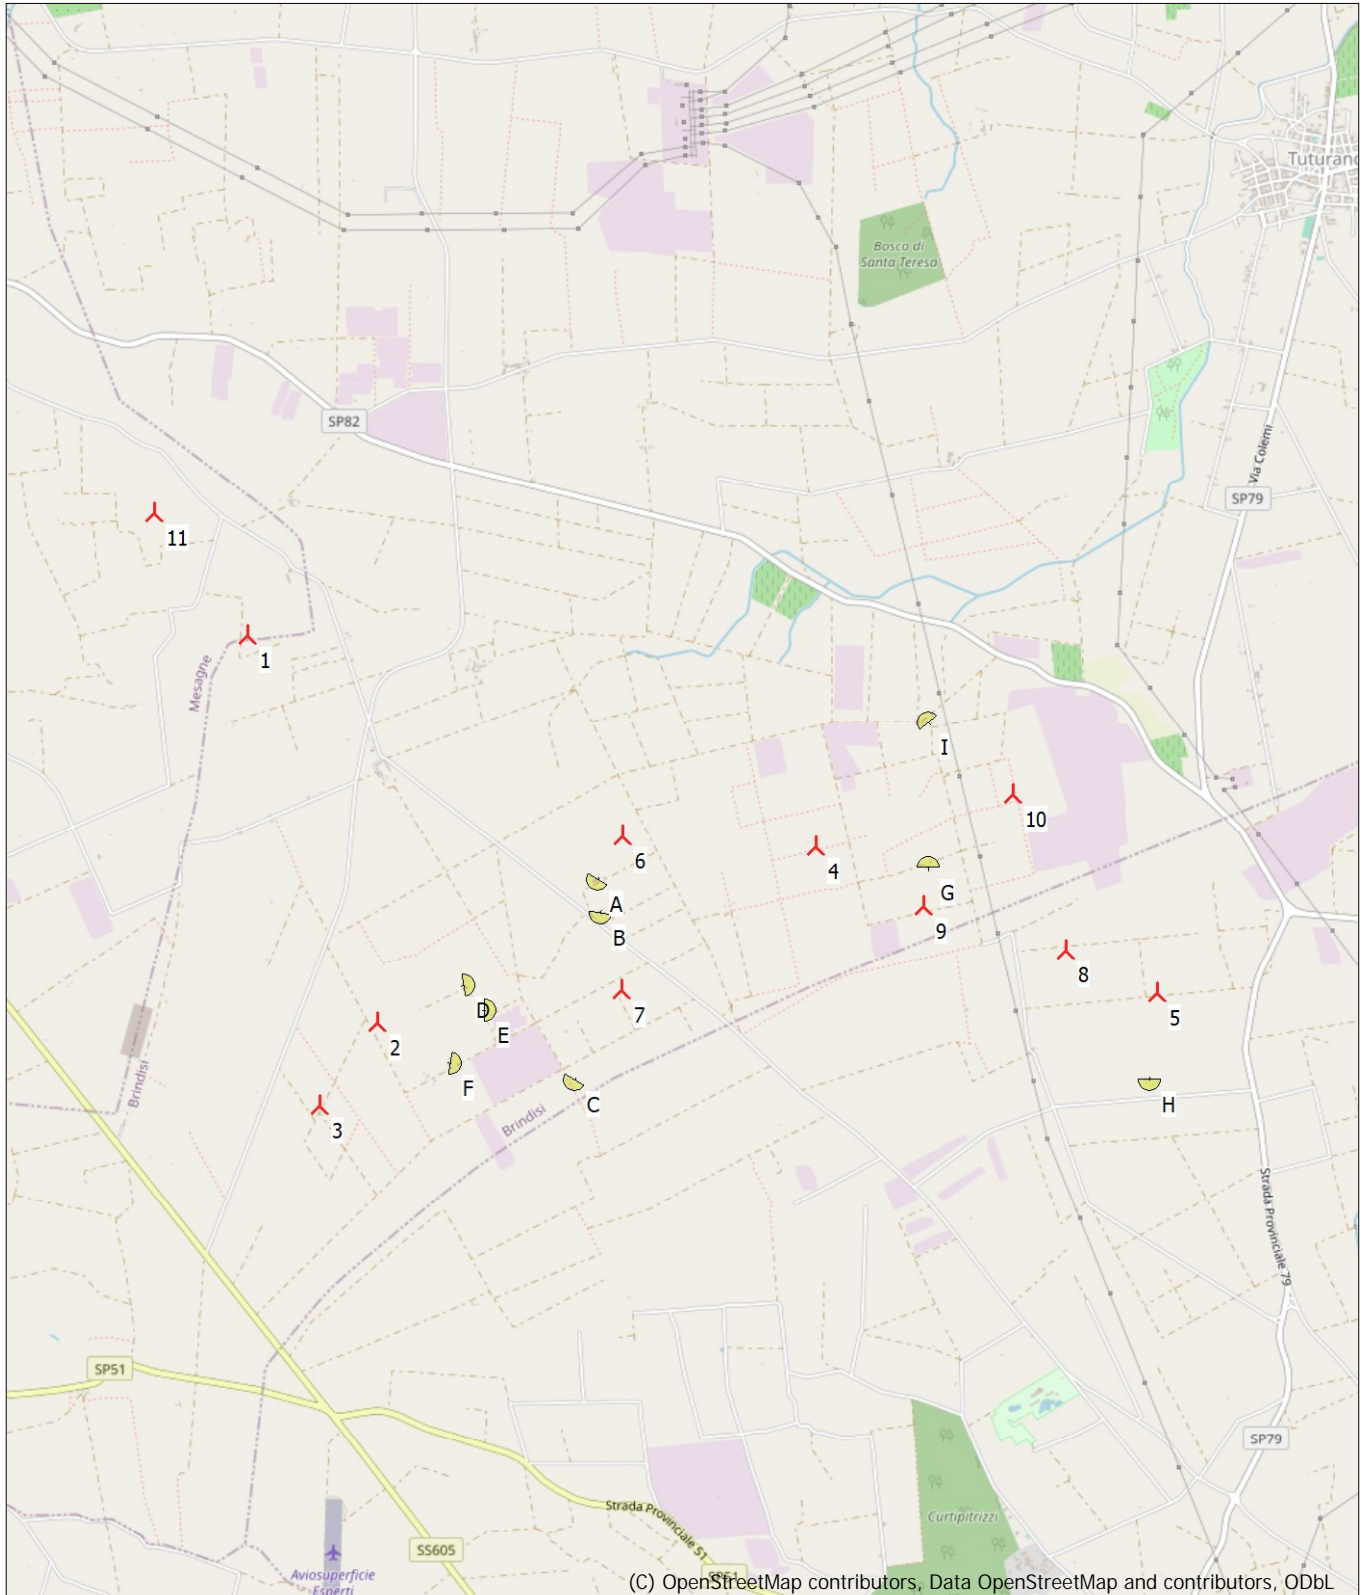 Tuturano
Bosco di
Santa Teresa
SP82
Via Colemi
SP79
11
1
Mesagne
I
10
6
4
A
G
B
9
8
D
7
5
E
2
F
C
H
Brindisi
3
Brindisi
Strada Provinciale 79
SP51
SP79
Strada Provinciale 51
Curtipitrizzi
SS605
Aviosuperficie
Esperti
SP51
(C) OpenStreetMap contributors, Data OpenStreetMap and contributors, ODbL